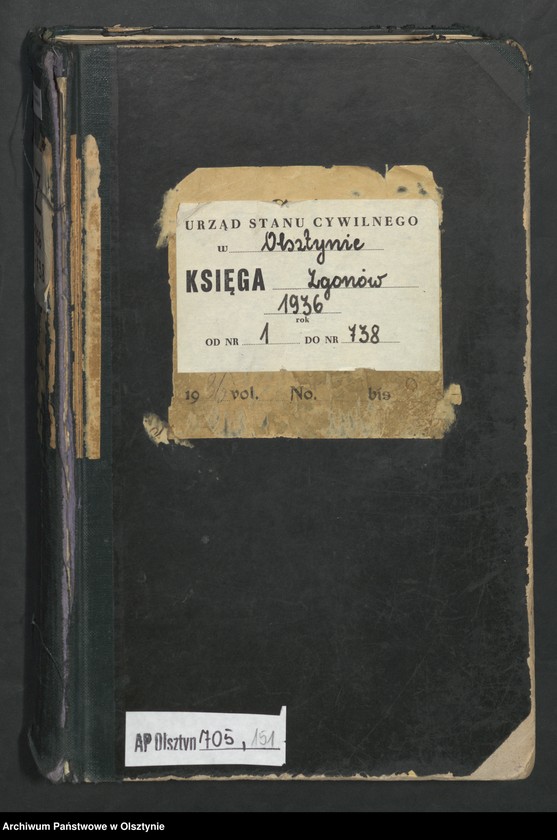 URZĄD STANU CYWILNEGO
w Olsztynie
KSIĘGA Zgonów
1936
rok
OD NR 1 DO NR 738
19 vol. No. bis
AP Olsztyn 705, 151
Archiwum Państwowe w Olsztynie